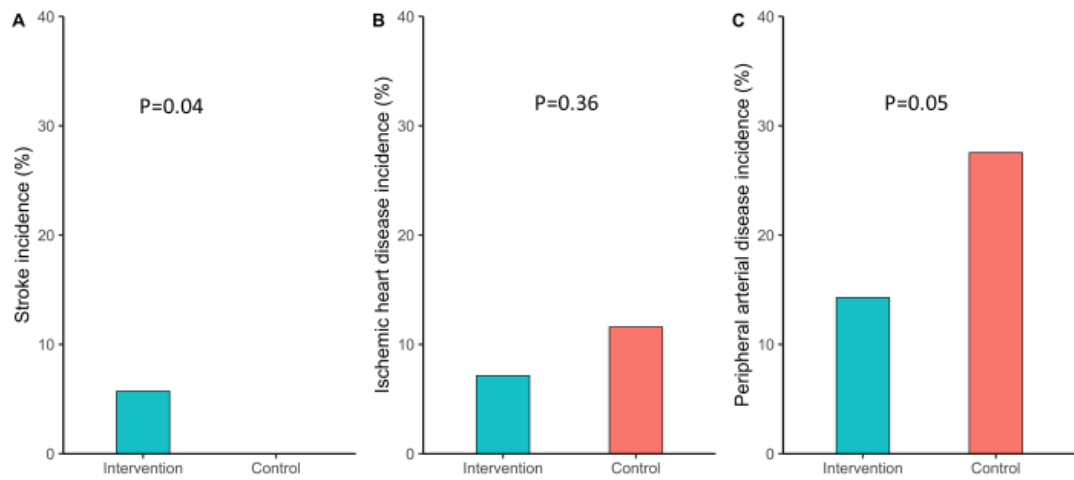 A
Stroke incidence (%)
40
30
20
10
0
P=0.04
Intervention Control
B
Ischemic heart disease incidence (%)
40
30
20
10
0
P=0.36
Intervention Control
C
Peripheral arterial disease incidence (%)
40
30
20
10
0
P=0.05
Intervention Control